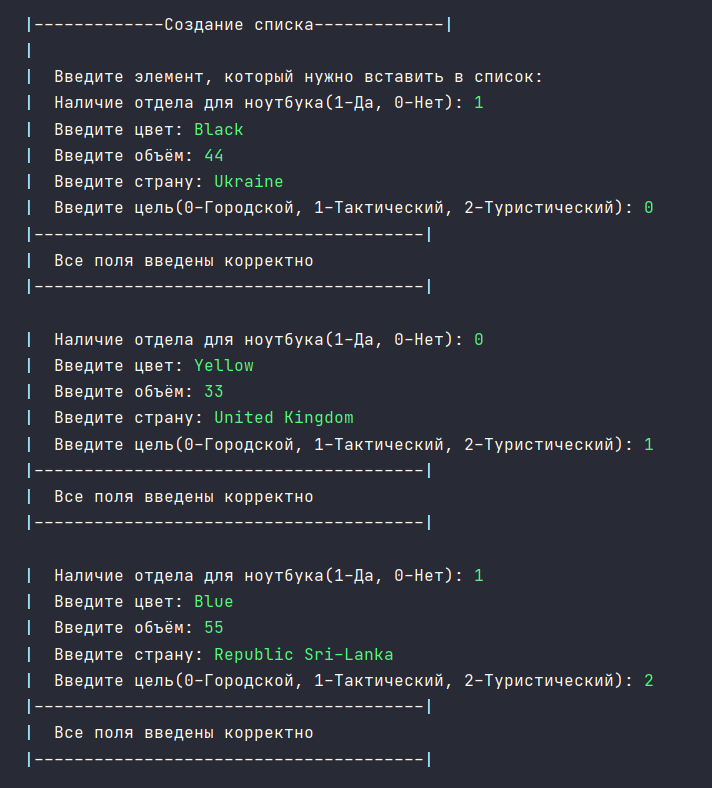 |-------------Создание списка-------------|
|
|  Введите элемент, который нужно вставить в список:
|  Наличие отдела для ноутбука(1-Да, 0-Нет): 1
|  Введите цвет: Black
|  Введите объём: 44
|  Введите страну: Ukraine
|  Введите цель(0-Городской, 1-Тактический, 2-Туристический): 0
|---------------------------------------|
|  Все поля введены корректно
|---------------------------------------|

|  Наличие отдела для ноутбука(1-Да, 0-Нет): 0
|  Введите цвет: Yellow
|  Введите объём: 33
|  Введите страну: United Kingdom
|  Введите цель(0-Городской, 1-Тактический, 2-Туристический): 1
|---------------------------------------|
|  Все поля введены корректно
|---------------------------------------|

|  Наличие отдела для ноутбука(1-Да, 0-Нет): 1
|  Введите цвет: Blue
|  Введите объём: 55
|  Введите страну: Republic Sri-Lanka
|  Введите цель(0-Городской, 1-Тактический, 2-Туристический): 2
|---------------------------------------|
|  Все поля введены корректно
|---------------------------------------|